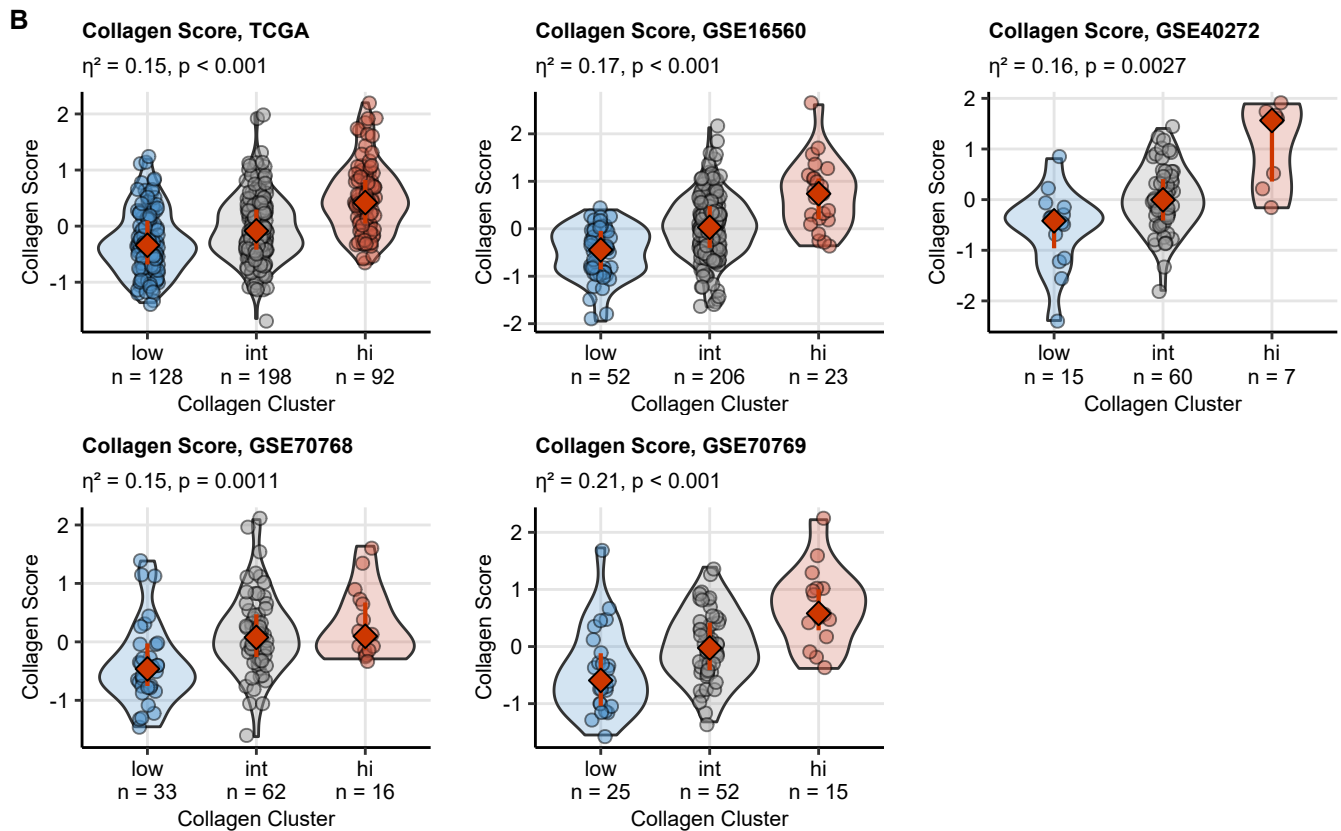 B
Collagen Score, TCGA
η² = 0.15, p < 0.001
Collagen Score
2
1
0
-1
low
int
hi
n = 128
n = 198
n = 92
Collagen Cluster
Collagen Score, GSE16560
η² = 0.17, p < 0.001
Collagen Score
2
1
0
-1
-2
low
int
hi
n = 52
n = 206
n = 23
Collagen Cluster
Collagen Score, GSE40272
η² = 0.16, p = 0.0027
Collagen Score
2
1
0
-1
-2
low
int
hi
n = 15
n = 60
n = 7
Collagen Cluster
Collagen Score, GSE70768
η² = 0.15, p = 0.0011
Collagen Score
2
1
0
-1
low
int
hi
n = 33
n = 62
n = 16
Collagen Cluster
Collagen Score, GSE70769
η² = 0.21, p < 0.001
Collagen Score
2
1
0
-1
low
int
hi
n = 25
n = 52
n = 15
Collagen Cluster